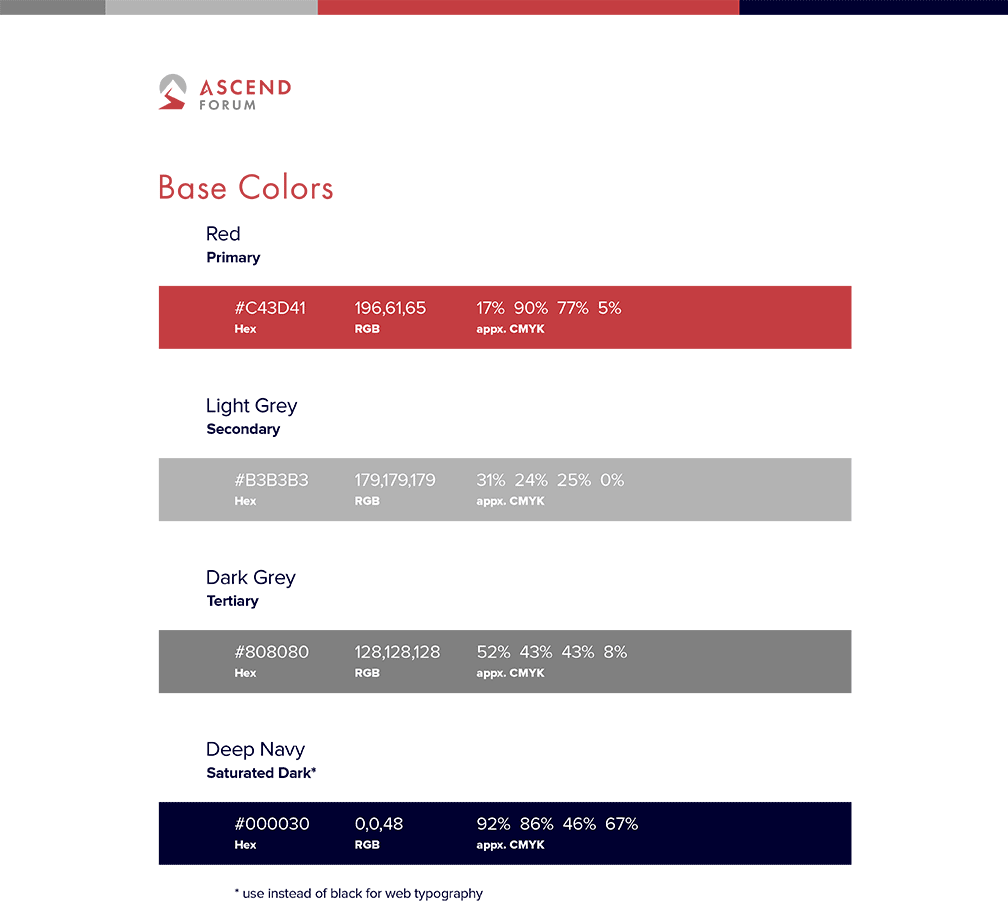 ASCEND
FORUM
Base Colors
Red
Primary
#C43D41 196,61,65 17% 90% 77% 5%
Hex RGB appx. CMYK
Light Grey
Secondary
#B3B3B3 179,179,179 31% 24% 25% 0%
Hex RGB appx. CMYK
Dark Grey
Tertiary
#808080 128,128,128 52% 43% 43% 8%
Hex RGB appx. CMYK
Deep Navy
Saturated Dark*
#000030 0,0,48 92% 86% 46% 67%
Hex RGB appx. CMYK
* use instead of black for web typography